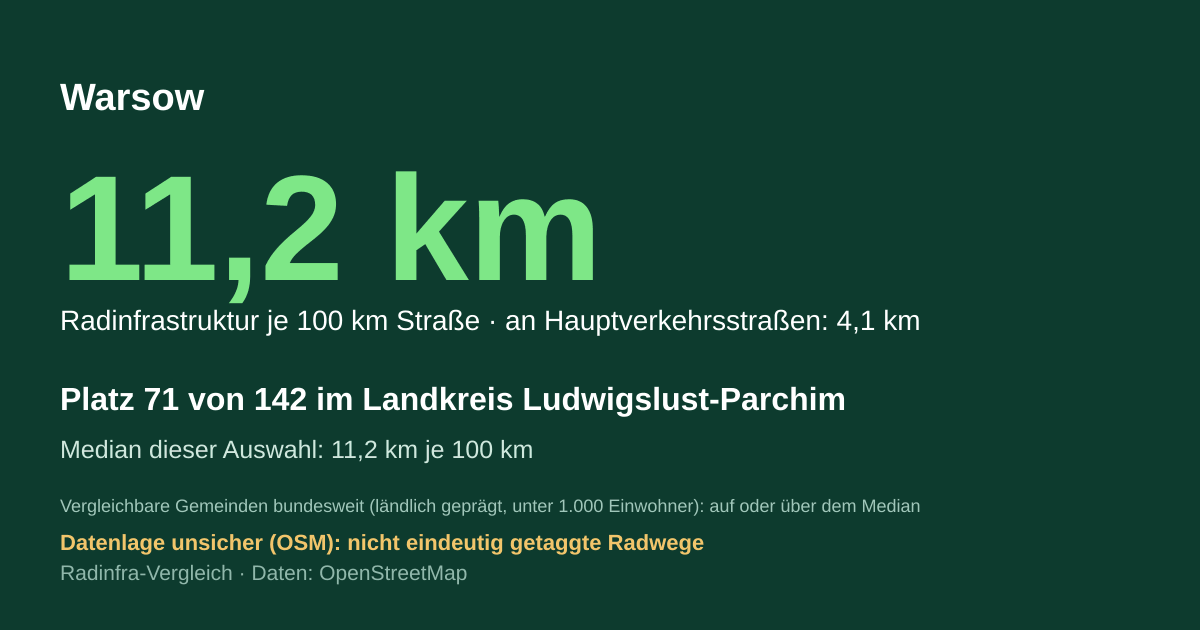 Warsow
11,2 km
Radinfrastruktur je 100 km Straße · an Hauptverkehrsstraßen: 4,1 km
Platz 71 von 142 im Landkreis Ludwigslust-Parchim
Median dieser Auswahl: 11,2 km je 100 km
Vergleichbare Gemeinden bundesweit (ländlich geprägt, unter 1.000 Einwohner): auf oder über dem Median
Datenlage unsicher (OSM): nicht eindeutig getaggte Radwege
Radinfra-Vergleich · Daten: OpenStreetMap